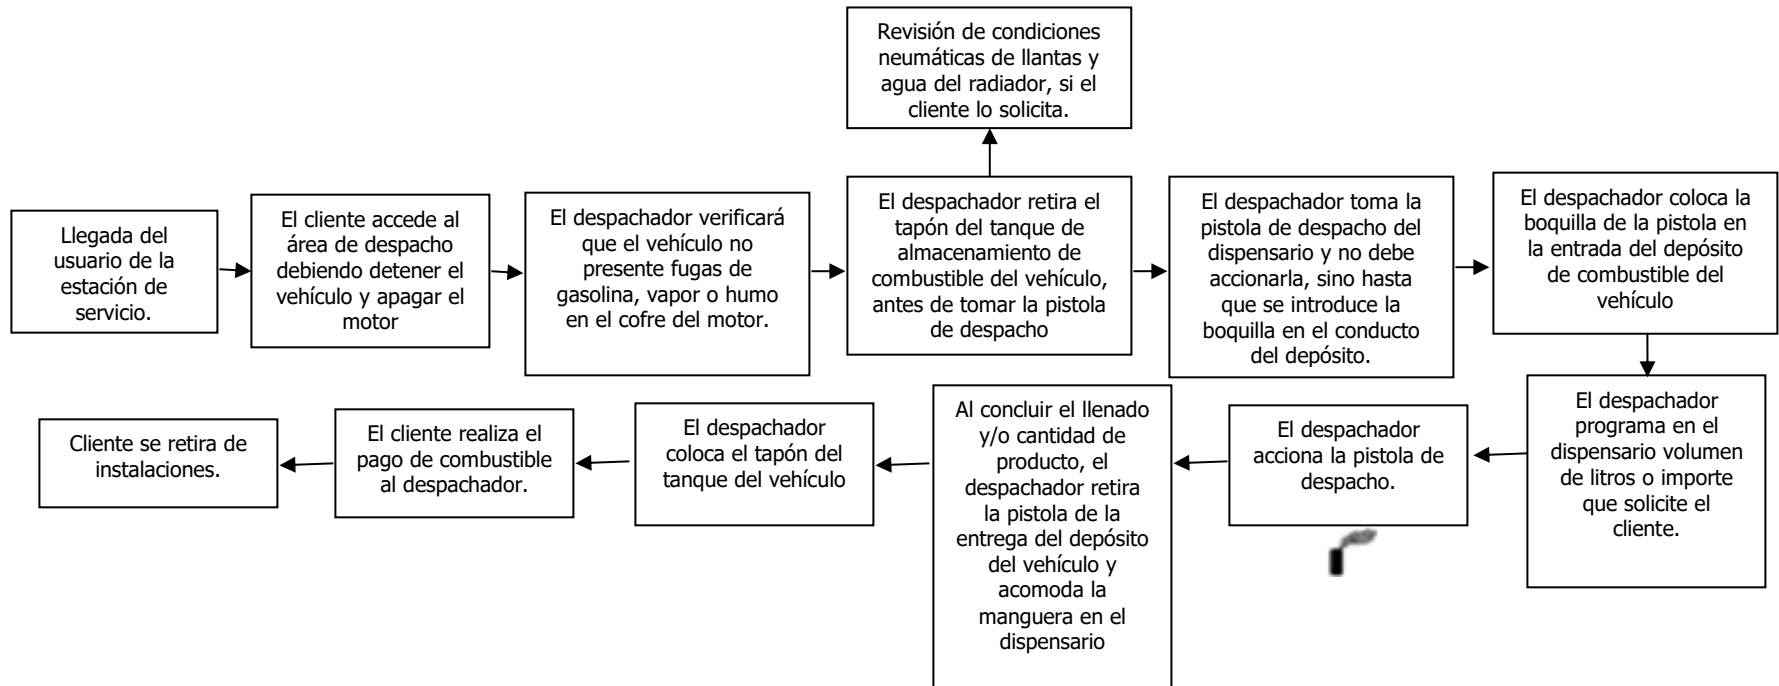 Revisión de condiciones
neumáticas de llantas y
agua del radiador, si el
cliente lo solicita.
Llegada del
usuario de la
estación de
servicio.
El cliente accede al
área de despacho
debiendo detener el
vehículo y apagar el
motor
El despachador verificará
que el vehículo no
presente fugas de
gasolina, vapor o humo
en el cofre del motor.
El despachador retira el
tapón del tanque de
almacenamiento de
combustible del vehículo,
antes de tomar la pistola
de despacho
El despachador toma la
pistola de despacho del
dispensario y no debe
accionarla, sino hasta
que se introduce la
boquilla en el conducto
del depósito.
El despachador coloca la
boquilla de la pistola en
la entrada del depósito
de combustible del
vehículo
El despachador
programa en el
dispensario volumen
de litros o importe
que solicite el
cliente.
El despachador
acciona la pistola de
despacho.
Al concluir el llenado
y/o cantidad de
producto, el
despachador retira
la pistola de la
entrega del depósito
del vehículo y
acomoda la
manguera en el
dispensario
El despachador
coloca el tapón del
tanque del vehículo
El cliente realiza el
pago de combustible
al despachador.
Cliente se retira de
instalaciones.